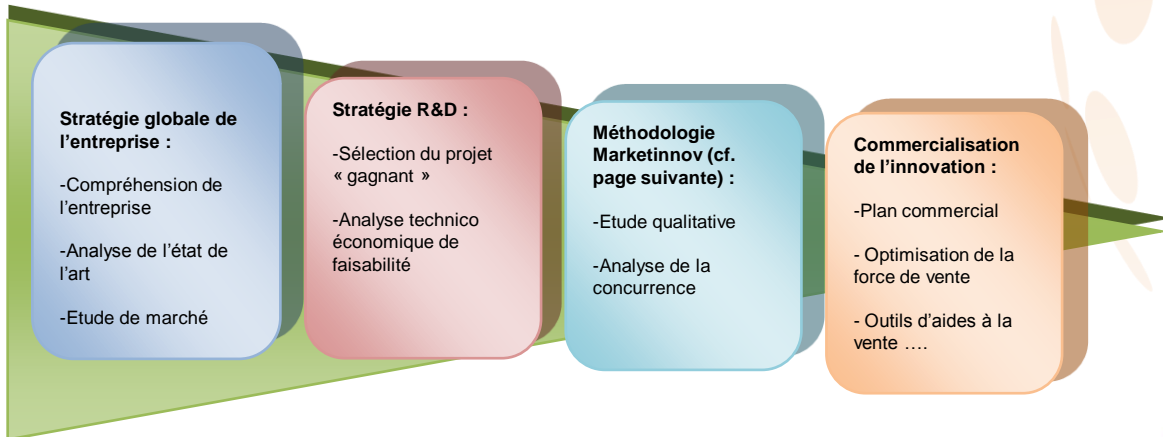 Stratégie globale de
l'entreprise :
-Compréhension de
l'entreprise
-Analyse de l'état de
l'art
-Etude de marché
Stratégie R&D :
-Sélection du projet
« gagnant »
-Analyse technico
économique de
faisabilité
Méthodologie
Marketinnov (cf.
page suivante) :
-Etude qualitative
-Analyse de la
concurrence
Commercialisation
de l'innovation :
-Plan commercial
- Optimisation de la
force de vente
- Outils d'aides à la
vente ….